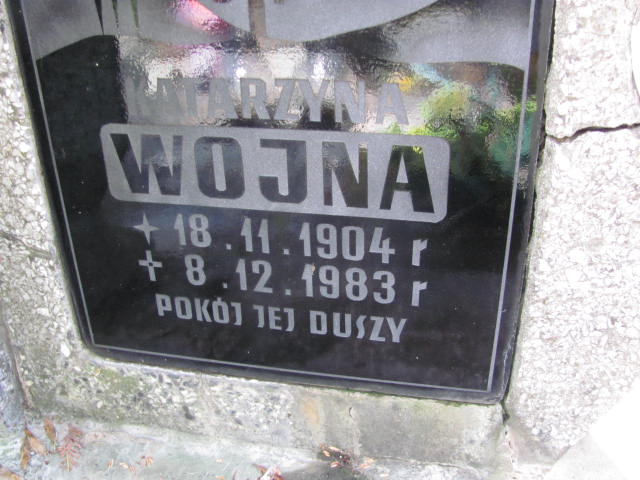 KATARZYNA
WOJNA
18.11.1904 r
+ 8.12.1983 r
POKÓJ JEJ DUSZY